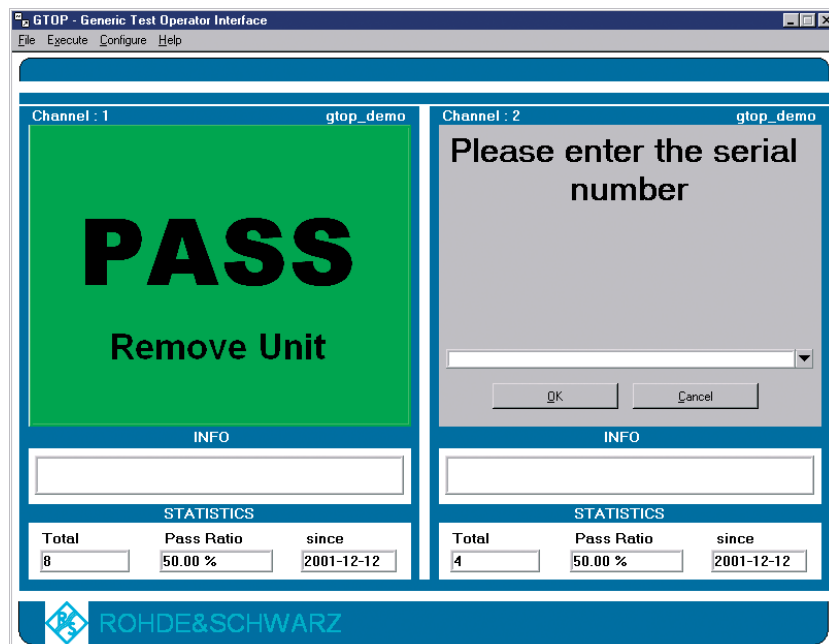 GTOP - Generic Test Operator Interface
File Execute Configure Help
Channel : 1 gtop_demo
PASS
Remove Unit
INFO
STATISTICS
Total Pass Ratio since
8 50.00 % 2001-12-12
Channel : 2 gtop_demo
Please enter the serial
number
OK Cancel
INFO
STATISTICS
Total Pass Ratio since
4 50.00 % 2001-12-12
R&S ROHDE&SCHWARZ